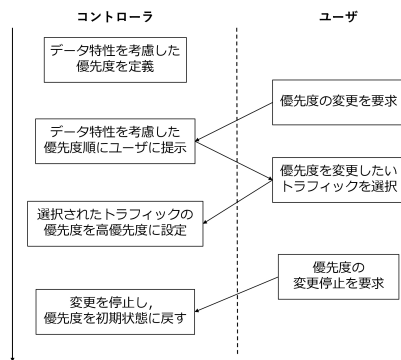 コントローラ
ユーザ
データ特性を考慮した
優先度を定義
優先度の変更を要求
データ特性を考慮した
優先度順にユーザに提示
優先度を変更したい
トラフィックを選択
選択されたトラフィックの
優先度を高優先度に設定
優先度の
変更停止を要求
変更を停止し,
優先度を初期状態に戻す